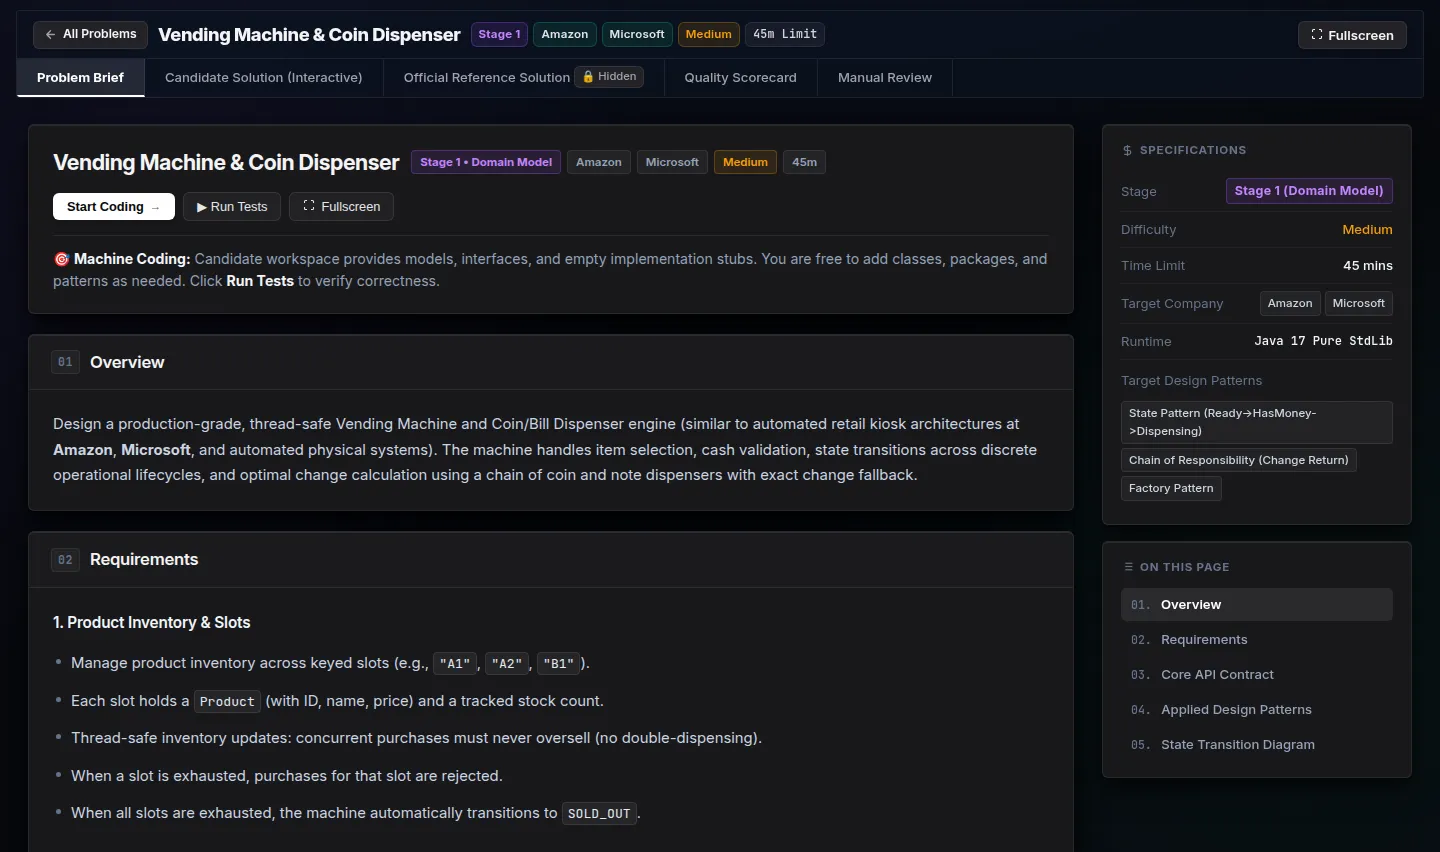 ← All Problems
Vending Machine & Coin Dispenser
Stage 1
Amazon
Microsoft
Medium
45m Limit
Fullscreen
Problem Brief
Candidate Solution (Interactive)
Official Reference Solution 🔒 Hidden
Quality Scorecard
Manual Review
Vending Machine & Coin Dispenser
Stage 1 • Domain Model
Amazon
Microsoft
Medium
45m
Start Coding →
▶ Run Tests
Fullscreen
🎯 Machine Coding: Candidate workspace provides models, interfaces, and empty implementation stubs. You are free to add classes, packages, and
patterns as needed. Click Run Tests to verify correctness.
01 Overview
Design a production-grade, thread-safe Vending Machine and Coin/Bill Dispenser engine (similar to automated retail kiosk architectures at
Amazon, Microsoft, and automated physical systems). The machine handles item selection, cash validation, state transitions across discrete
operational lifecycles, and optimal change calculation using a chain of coin and note dispensers with exact change fallback.
02 Requirements
1. Product Inventory & Slots
• Manage product inventory across keyed slots (e.g., "A1", "A2", "B1").
• Each slot holds a Product (with ID, name, price) and a tracked stock count.
• Thread-safe inventory updates: concurrent purchases must never oversell (no double-dispensing).
• When a slot is exhausted, purchases for that slot are rejected.
• When all slots are exhausted, the machine automatically transitions to SOLD_OUT.
SPECIFICATIONS
Stage
Stage 1 (Domain Model)
Difficulty
Medium
Time Limit
45 mins
Target Company
Amazon
Microsoft
Runtime
Java 17 Pure StdLib
Target Design Patterns
State Pattern (Ready->HasMoney-
>Dispensing)
Chain of Responsibility (Change Return)
Factory Pattern
ON THIS PAGE
01. Overview
02. Requirements
03. Core API Contract
04. Applied Design Patterns
05. State Transition Diagram